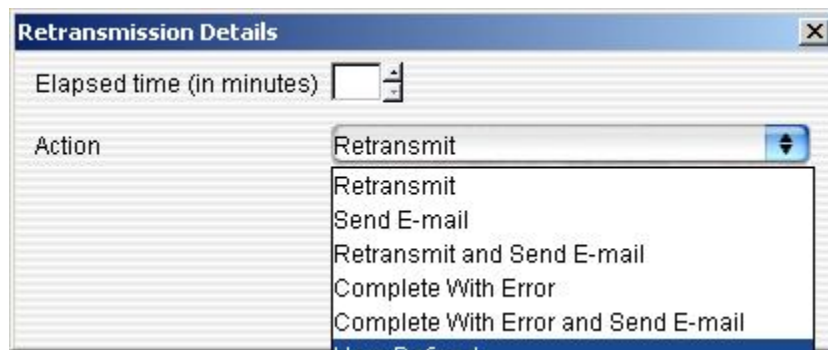 Retransmission Details
Elapsed time (in minutes)
Action
Retransmit
Retransmit
Send E-mail
Retransmit and Send E-mail
Complete With Error
Complete With Error and Send E-mail